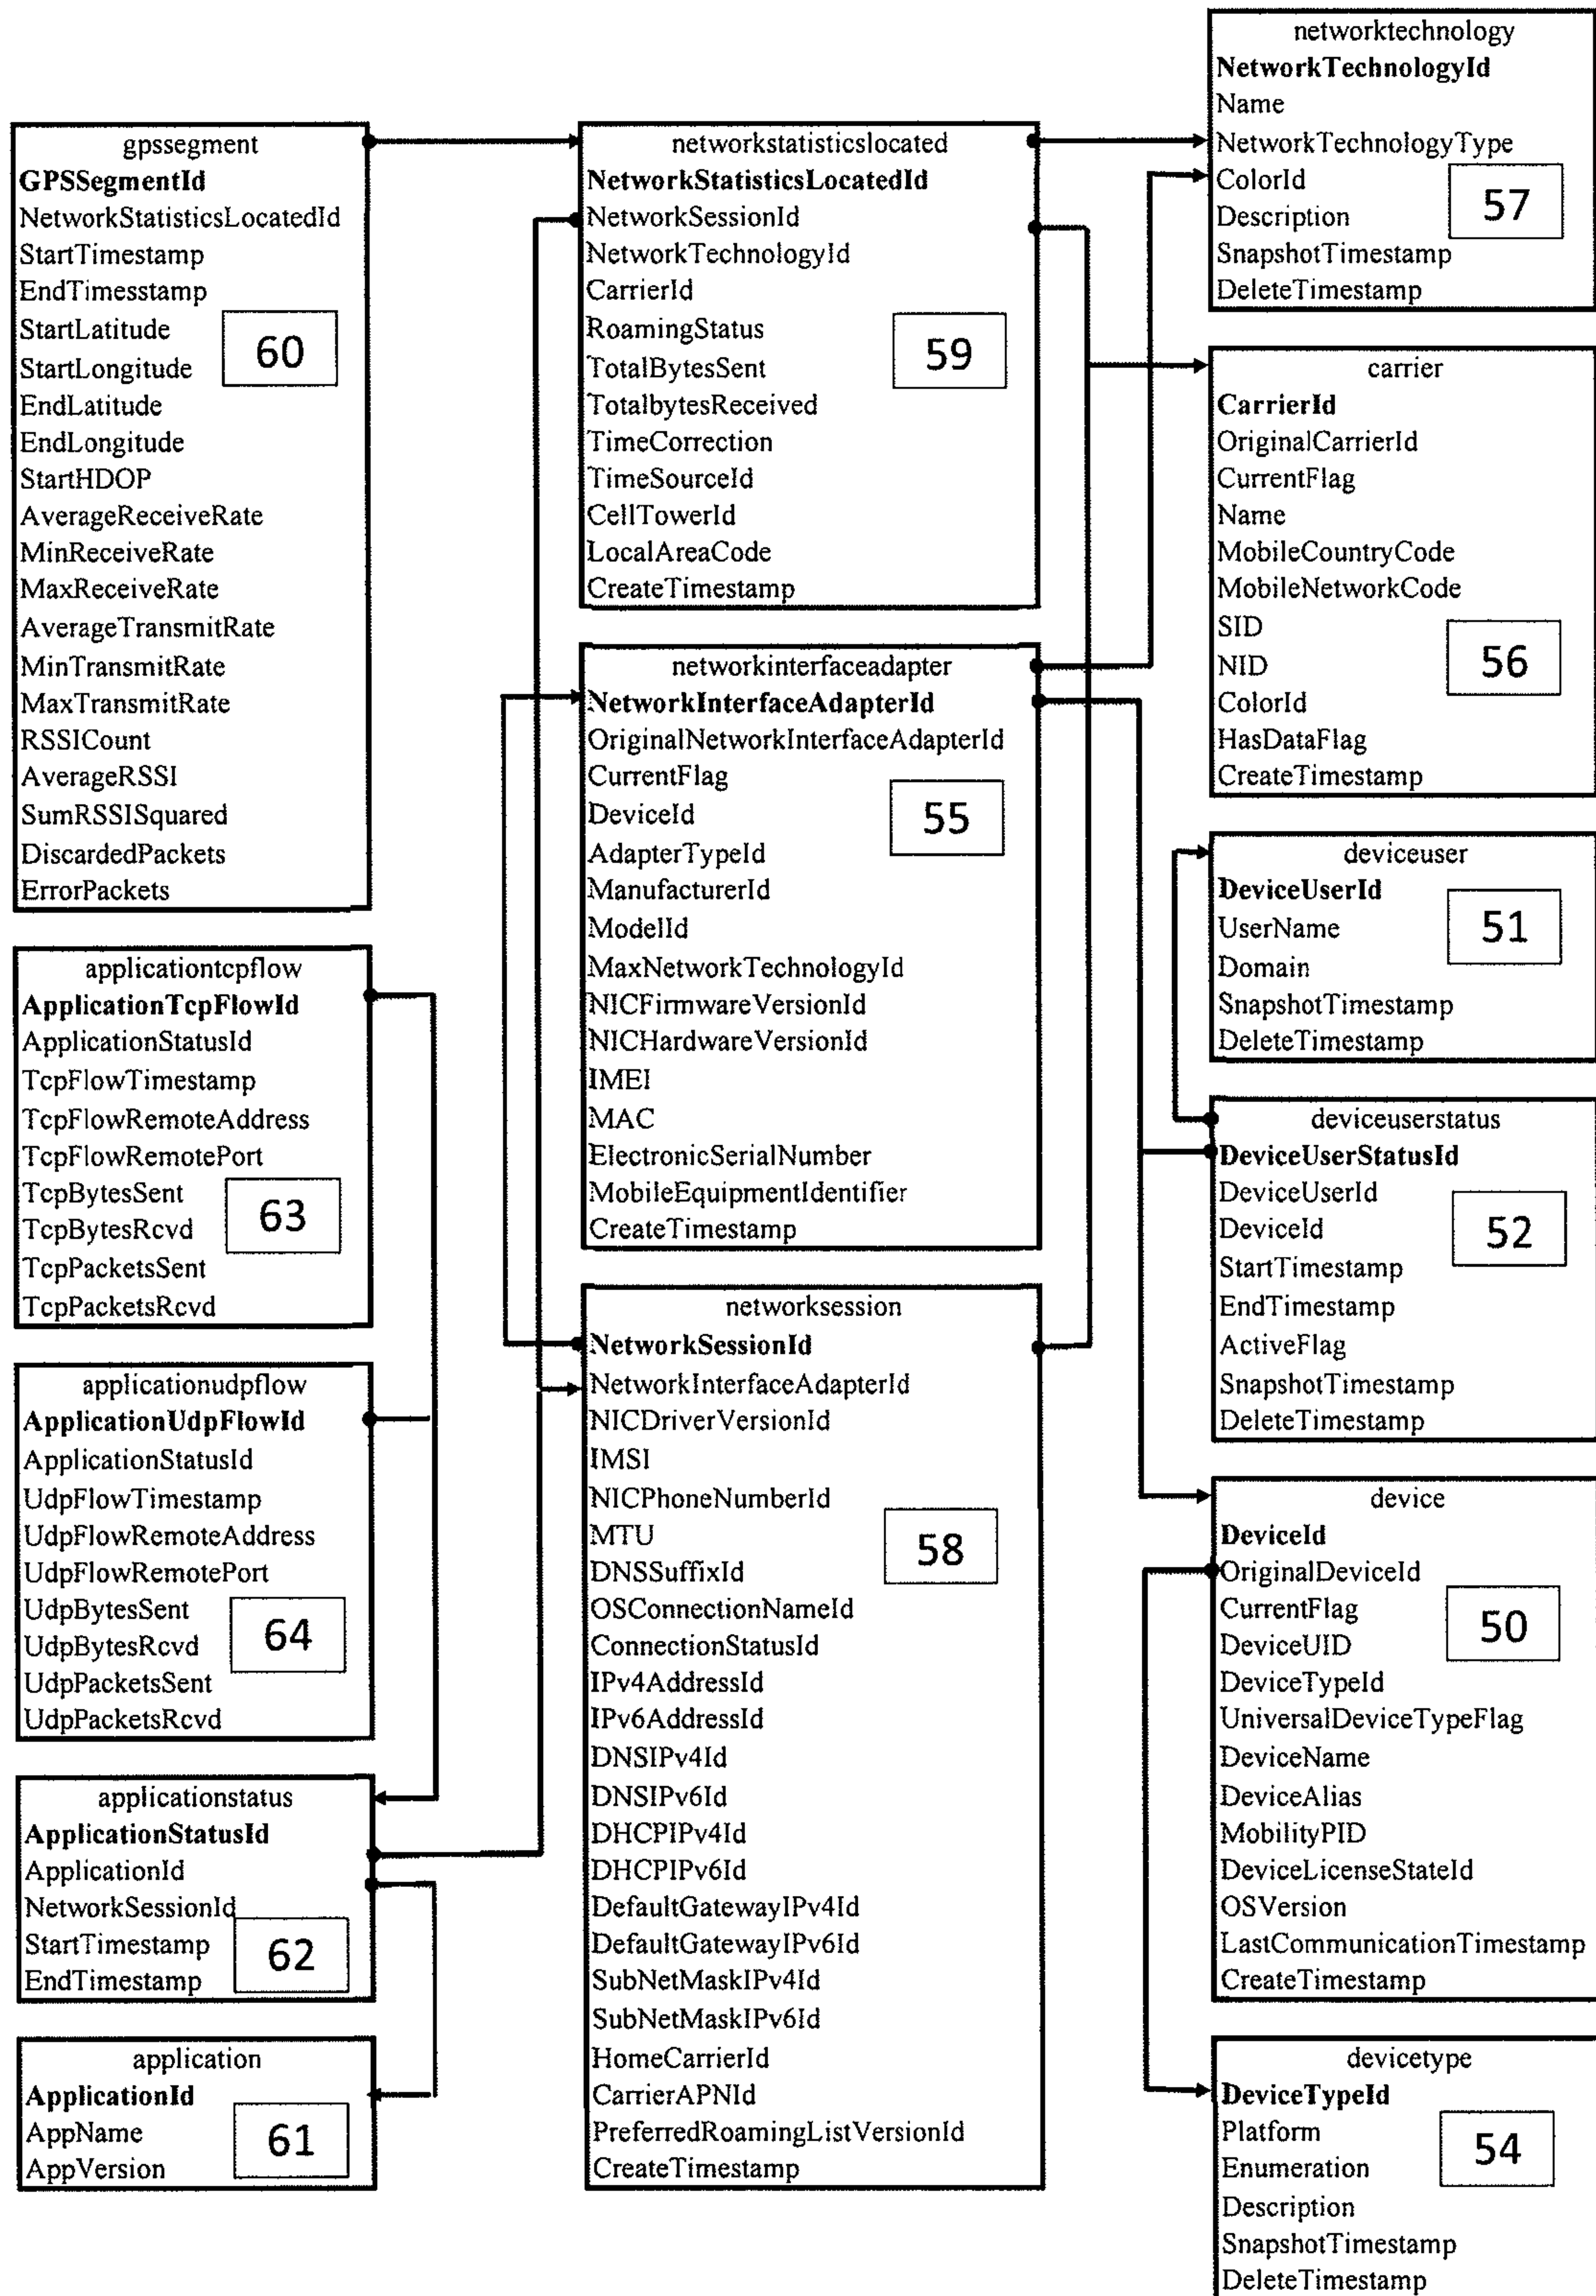 gpssegment
GPSSegmentId
NetworkStatisticsLocatedId
StartTimestamp
EndTimesstamp
StartLatitude
StartLongitude
EndLatitude
EndLongitude
StartHDOP
AverageReceiveRate
MinReceiveRate
MaxReceiveRate
AverageTransmitRate
MinTransmitRate
MaxTransmitRate
RSSICount
AverageRSSI
SumRSSISquared
DiscardedPackets
ErrorPackets
60
applicationtcpflow
ApplicationTcpFlowId
ApplicationStatusId
TcpFlowTimestamp
TcpFlowRemoteAddress
TcpFlowRemotePort
TcpBytesSent
TcpBytesRcvd
TcpPacketsSent
TcpPacketsRcvd
63
applicationudpflow
ApplicationUdpFlowId
ApplicationStatusId
UdpFlowTimestamp
UdpFlowRemoteAddress
UdpFlowRemotePort
UdpBytesSent
UdpBytesRcvd
UdpPacketsSent
UdpPacketsRcvd
64
applicationstatus
ApplicationStatusId
ApplicationId
NetworkSessionId
StartTimestamp
EndTimestamp
62
application
ApplicationId
AppName
AppVersion
61
networkstatisticslocated
NetworkStatisticsLocatedId
NetworkSessionId
NetworkTechnologyId
CarrierId
RoamingStatus
TotalBytesSent
TotalbytesReceived
TimeCorrection
TimeSourceId
CellTowerId
LocalAreaCode
CreateTimestamp
59
networkinterfaceadapter
NetworkInterfaceAdapterId
OriginalNetworkInterfaceAdapterId
CurrentFlag
DeviceId
AdapterTypeId
ManufacturerId
ModelId
MaxNetworkTechnologyId
NICFirmwareVersionId
NICHardwareVersionId
IMEI
MAC
ElectronicSerialNumber
MobileEquipmentIdentifier
CreateTimestamp
55
networksession
NetworkSessionId
NetworkInterfaceAdapterId
NICDriverVersionId
IMSI
NICPhoneNumberId
MTU
DNSSuffixId
OSConnectionNameId
ConnectionStatusId
IPv4AddressId
IPv6AddressId
DNSIPv4Id
DNSIPv6Id
DHCPIPv4Id
DHCPIPv6Id
DefaultGatewayIPv4Id
DefaultGatewayIPv6Id
SubNetMaskIPv4Id
SubNetMaskIPv6Id
HomeCarrierId
CarrierAPNId
PreferredRoamingListVersionId
CreateTimestamp
58
networktechnology
NetworkTechnologyId
Name
NetworkTechnologyType
ColorId
Description
SnapshotTimestamp
DeleteTimestamp
57
carrier
CarrierId
OriginalCarrierId
CurrentFlag
Name
MobileCountryCode
MobileNetworkCode
SID
NID
ColorId
HasDataFlag
CreateTimestamp
56
deviceuser
DeviceUserId
UserName
Domain
SnapshotTimestamp
DeleteTimestamp
51
deviceuserstatus
DeviceUserStatusId
DeviceUserId
DeviceId
StartTimestamp
EndTimestamp
ActiveFlag
SnapshotTimestamp
DeleteTimestamp
52
device
DeviceId
OriginalDeviceId
CurrentFlag
DeviceUID
DeviceTypeId
UniversalDeviceTypeFlag
DeviceName
DeviceAlias
MobilityPID
DeviceLicenseStateId
OSVersion
LastCommunicationTimestamp
CreateTimestamp
50
devicetype
DeviceTypeId
Platform
Enumeration
Description
SnapshotTimestamp
DeleteTimestamp
54